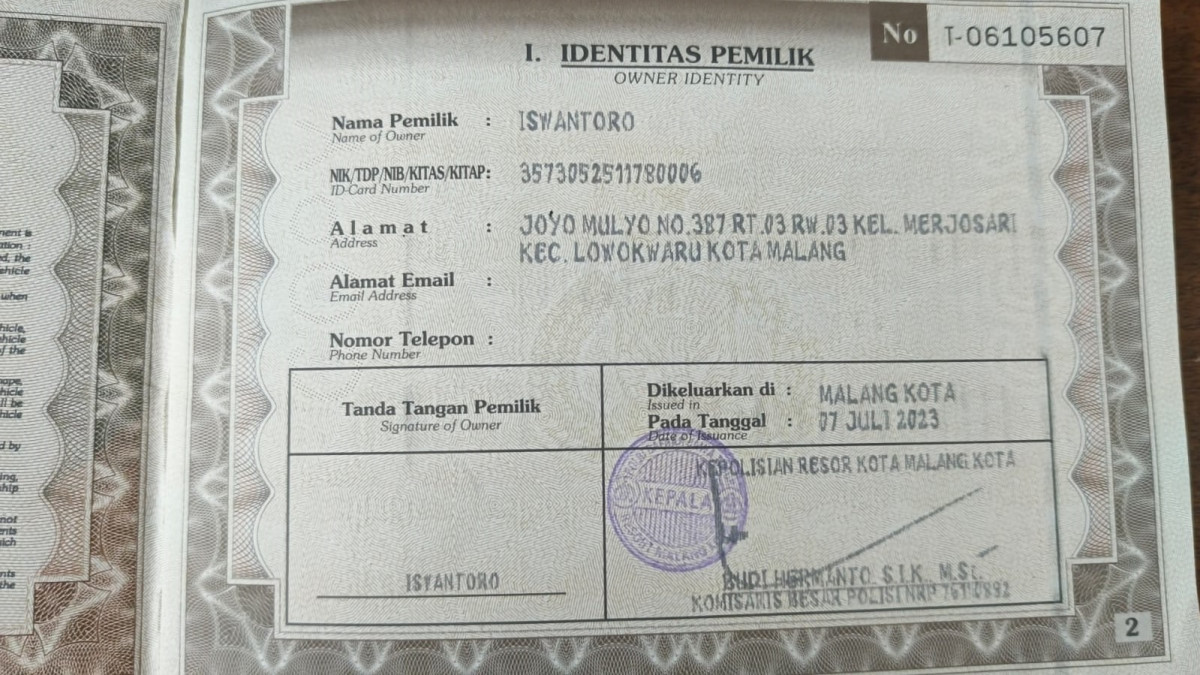 No T-06105607
I. IDENTITAS PEMILIK
OWNER IDENTITY
Nama Pemilik : ISWANTORO
Name of Owner
NIK/TDP/NIB/KITAS/KITAP: 3573052511780006
ID-Card Number
Alamat : JOYO MULYO NO.387 RT.03 RW.03 KEL. MERJOSARI
Address
KEC. LOWOKWARU KOTA MALANG
Alamat Email :
Email Address
Nomor Telepon :
Phone Number
Tanda Tangan Pemilik
Signature of Owner
ISWANTORO
Dikeluarkan di : MALANG KOTA
Issued in
Pada Tanggal : 07 JULI 2023
Date of Issuance
KEPOLISIAN RESOR KOTA MALANG KOTA
KEPALA
BUDI HERMANTO, S.I.K., M.Si.
KOMISARIS BESAR POLISI NRP
2